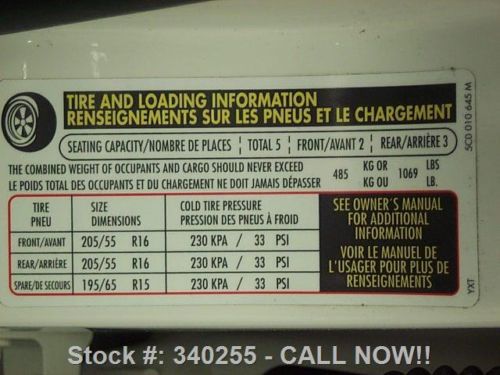 TIRE AND LOADING INFORMATION
RENSEIGNEMENTS SUR LES PNEUS ET LE CHARGEMENT
SEATING CAPACITY/NOMBRE DE PLACES | TOTAL 5 | FRONT/AVANT 2 | REAR/ARRIÈRE 3
THE COMBINED WEIGHT OF OCCUPANTS AND CARGO SHOULD NEVER EXCEED 485 KG OR 1069 LBS
LE POIDS TOTAL DES OCCUPANTS ET DU CHARGEMENT NE DOIT JAMAIS DÉPASSER KG OU LB.
TIRE SIZE COLD TIRE PRESSURE
PNEU DIMENSIONS PRESSION DES PNEUS À FROID
FRONT/AVANT 205/55 R16 230 KPA / 33 PSI
REAR/ARRIÈRE 205/55 R16 230 KPA / 33 PSI
SPARE/DE SECOURS 195/65 R15 230 KPA / 33 PSI
SEE OWNER'S MANUAL
FOR ADDITIONAL
INFORMATION
VOIR LE MANUEL DE
L'USAGER POUR PLUS DE
RENSEIGNEMENTS
5C0 010 645 M
YXT
Stock #: 340255 - CALL NOW!!